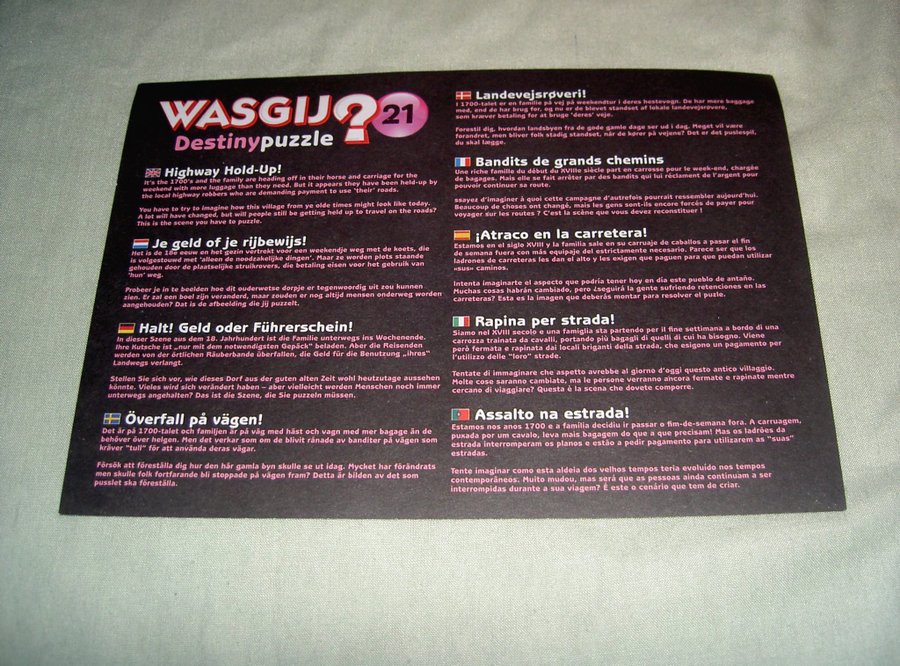 WASGIJ? 21
Destinypuzzle
Highway Hold-Up!
It's the 1700's and the family are heading off in their horse and carriage for the
weekend with more luggage than they need. But it appears they have been held-up by
the local highway robbers who are demanding payment to use 'their' roads.
You have to try to imagine how this village from ye olde times might look like today.
A lot will have changed, but will people still be getting held up to travel on the roads?
This is the scene you have to puzzle.
Je geld of je rijbewijs!
Het is de 18e eeuw en het gezin vertrekt voor een weekendje weg met de koets, die
is volgestouwd met 'alleen de noodzakelijke dingen'. Maar ze worden plots staande
gehouden door de plaatselijke struikrovers, die betaling eisen voor het gebruik van
'hun' weg.
Probeer je in te beelden hoe dit ouderwetse dorpje er tegenwoordig uit zou kunnen
zien. Er zal een boel zijn veranderd, maar zouden er nog altijd mensen onderweg worden
aangehouden? Dat is de afbeelding die jij puzzelt.
Halt! Geld oder Führerschein!
In dieser Szene aus dem 18. Jahrhundert ist die Familie unterwegs ins Wochenende.
Ihre Kutsche ist „nur mit dem notwendigsten Gepäck" beladen. Aber die Reisenden
werden von der örtlichen Räuberbande überfallen, die Geld für die Benutzung „ihres"
Landwegs verlangt.
Stellen Sie sich vor, wie dieses Dorf aus der guten alten Zeit wohl heutzutage aussehen
könnte. Vieles wird sich verändert haben – aber vielleicht werden Menschen noch immer
unterwegs angehalten? Das ist die Szene, die Sie puzzeln müssen.
Överfall på vägen!
Det är på 1700-talet och familjen är på väg med häst och vagn med mer bagage än de
behöver över helgen. Men det verkar som om de blivit rånade av banditer på vägen som
kräver "tull" för att använda deras vägar.
Försök att föreställa dig hur den här gamla byn skulle se ut idag. Mycket har förändrats
men skulle folk fortfarande bli stoppade på vägen fram? Detta är bilden av det som
pusslet ska föreställa.
Landevejsrøveri!
I 1700-talet er en familie på vej på weekendtur i deres hestevogn. De har mere baggage
med, end de har brug for, og nu er de blevet standset af lokale landevejsrøvere,
som kræver betaling for at bruge 'deres' veje.
Forestil dig, hvordan landsbyen fra de gode gamle dage ser ud i dag. Meget vil være
forandret, men bliver folk stadig standset, når de kører på vejene? Det er det puslespil,
du skal lægge.
Bandits de grands chemins
Une riche famille du début du XVIIIe siècle part en carrosse pour le week-end, chargée
de bagages. Mais elle se fait arrêter par des bandits qui lui réclament de l'argent pour
pouvoir continuer sa route.
ssayez d'imaginer à quoi cette campagne d'autrefois pourrait ressembler aujourd'hui.
Beaucoup de choses ont changé, mais les gens sont-ils encore forcés de payer pour
voyager sur les routes ? C'est la scène que vous devez reconstituer !
¡Atraco en la carretera!
Estamos en el siglo XVIII y la familia sale en su carruaje de caballos a pasar el fin
de semana fuera con más equipaje del estrictamente necesario. Parece ser que los
ladrones de carreteras les dan el alto y les exigen que paguen para que puedan utilizar
«sus» caminos.
Intenta imaginarte el aspecto que podría tener hoy en día este pueblo de antaño.
Muchas cosas habrán cambiado, pero ¿seguirá la gente sufriendo retenciones en las
carreteras? Esta es la imagen que deberás montar para resolver el puzle.
Rapina per strada!
Siamo nel XVIII secolo e una famiglia sta partendo per il fine settimana a bordo di una
carrozza trainata da cavalli, portando più bagagli di quelli di cui ha bisogno. Viene
però fermata e rapinata dai locali briganti della strada, che esigono un pagamento per
l'utilizzo delle "loro" strade.
Tentate di immaginare che aspetto avrebbe al giorno d'oggi questo antico villaggio.
Molte cose saranno cambiate, ma le persone verranno ancora fermate e rapinate mentre
cercano di viaggiare? Questa è la scena che dovete comporre.
Assalto na estrada!
Estamos nos anos 1700 e a família decidiu ir passar o fim-de-semana fora. A carruagem,
puxada por um cavalo, leva mais bagagem do que a que precisam! Mas os ladrões da
estrada interromperam os planos e estão a pedir pagamento para utilizarem as "suas"
estradas.
Tente imaginar como esta aldeia dos velhos tempos teria evoluído nos tempos
contemporâneos. Muito mudou, mas será que as pessoas ainda continuam a ser
interrompidas durante a sua viagem? É este o cenário que tem de criar.